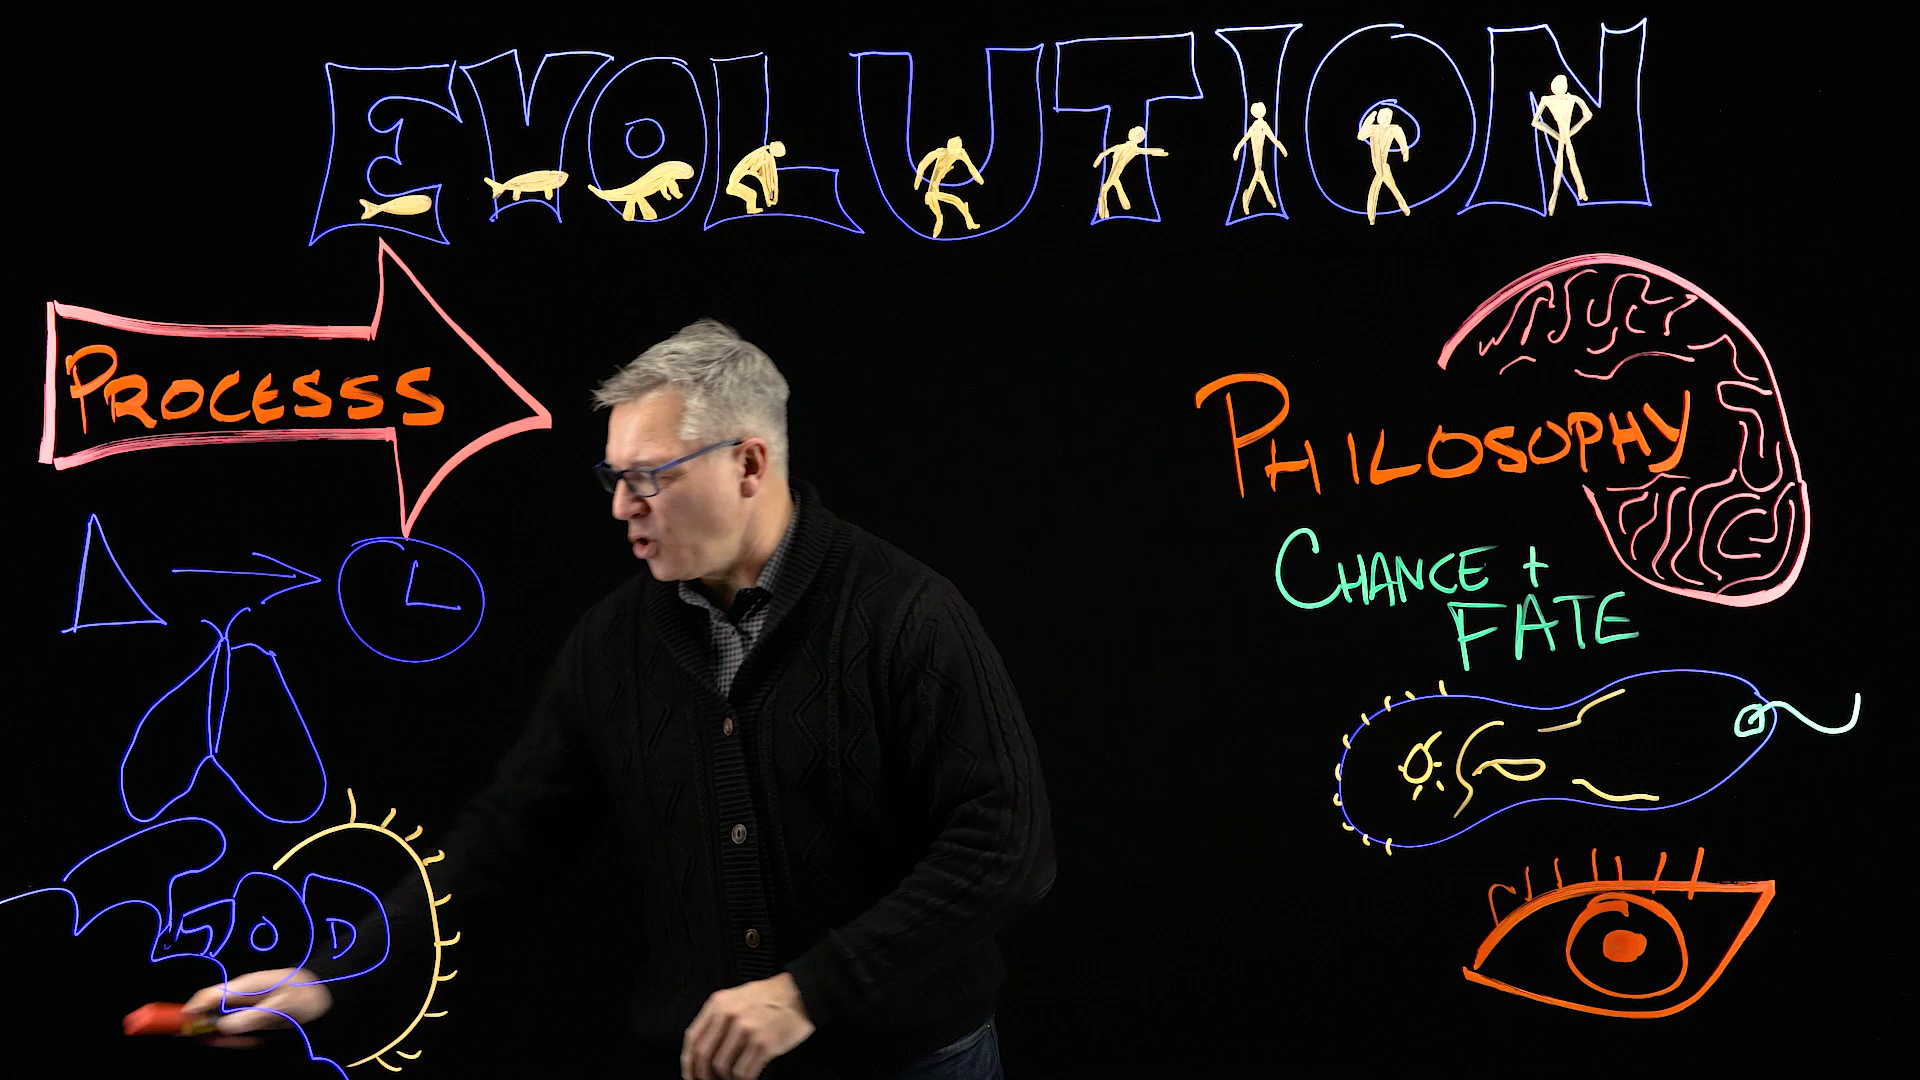 EVOLUTION
PROCESSS
PHILOSOPHY
CHANCE +
FATE
GOD